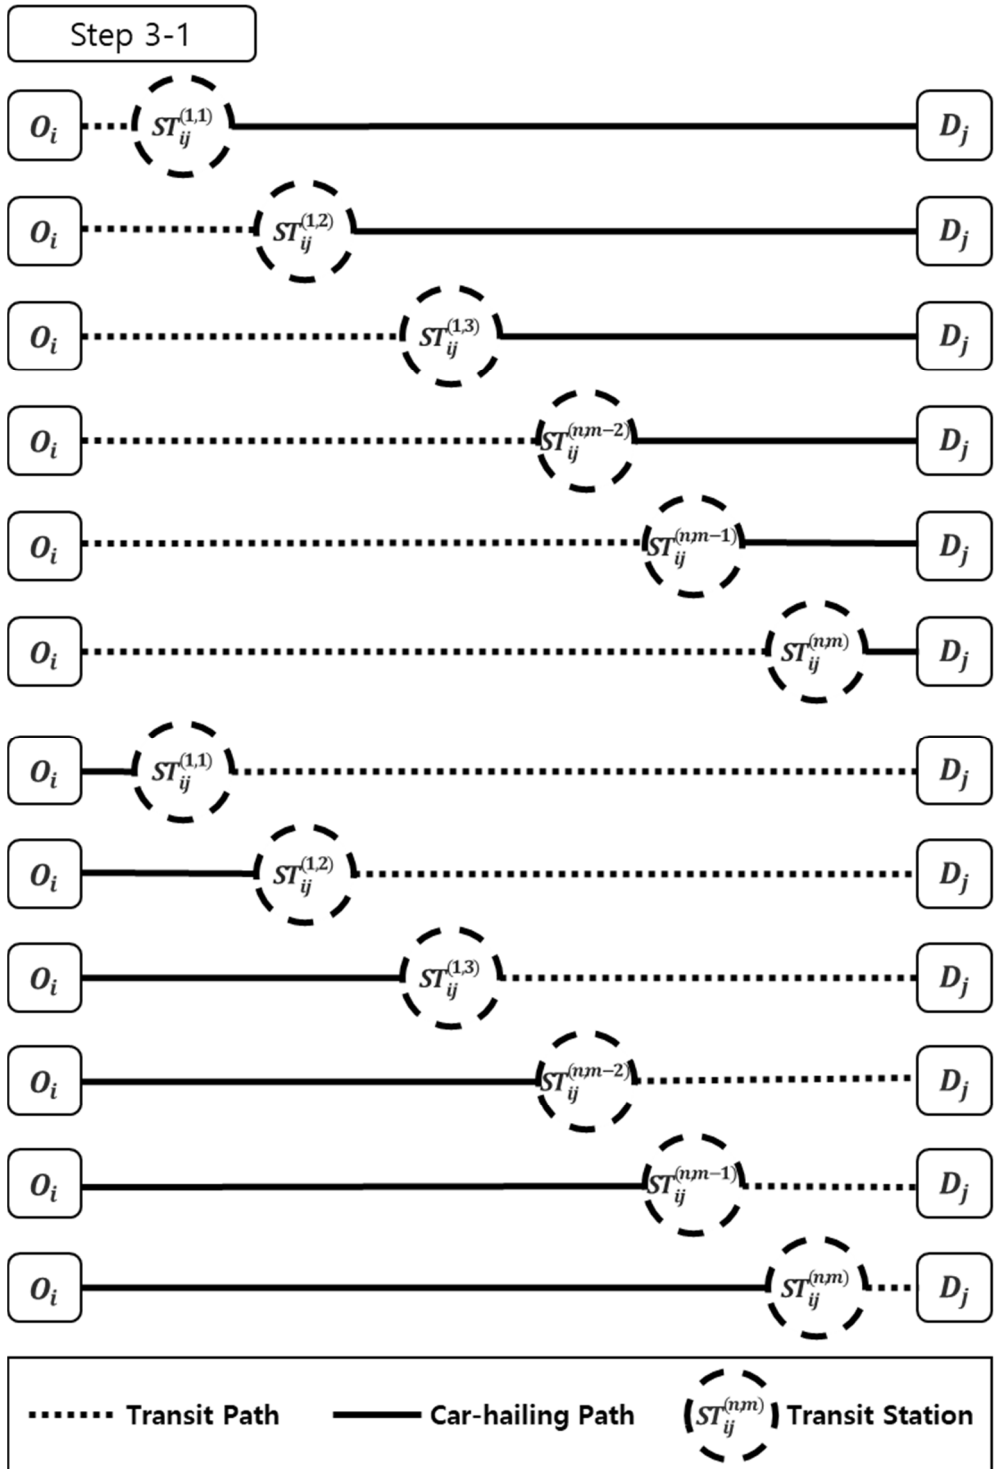 Step 3-1
O_i ST_ij^(1,1) D_j
O_i ST_ij^(1,2) D_j
O_i ST_ij^(1,3) D_j
O_i ST_ij^(n,m−2) D_j
O_i ST_ij^(n,m−1) D_j
O_i ST_ij^(n,m) D_j
O_i ST_ij^(1,1) D_j
O_i ST_ij^(1,2) D_j
O_i ST_ij^(1,3) D_j
O_i ST_ij^(n,m−2) D_j
O_i ST_ij^(n,m−1) D_j
O_i ST_ij^(n,m) D_j
Transit Path Car-hailing Path ST_ij^(n,m) Transit Station